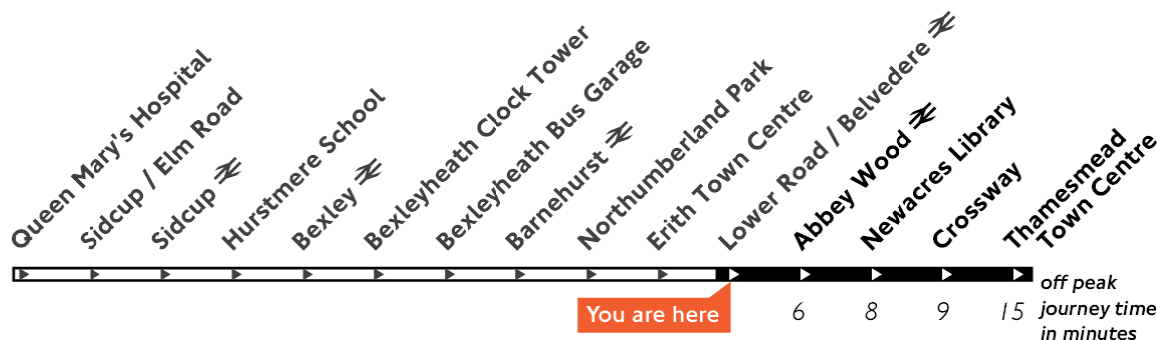 Queen Mary's Hospital
Sidcup / Elm Road
Sidcup
Hurstmere School
Bexley
Bexleyheath Clock Tower
Bexleyheath Bus Garage
Barnehurst
Northumberland Park
Erith Town Centre
Lower Road / Belvedere
Abbey Wood
Newacres Library
Crossway
Thamesmead
Town Centre
You are here
6 8 9 15
off peak
journey time
in minutes